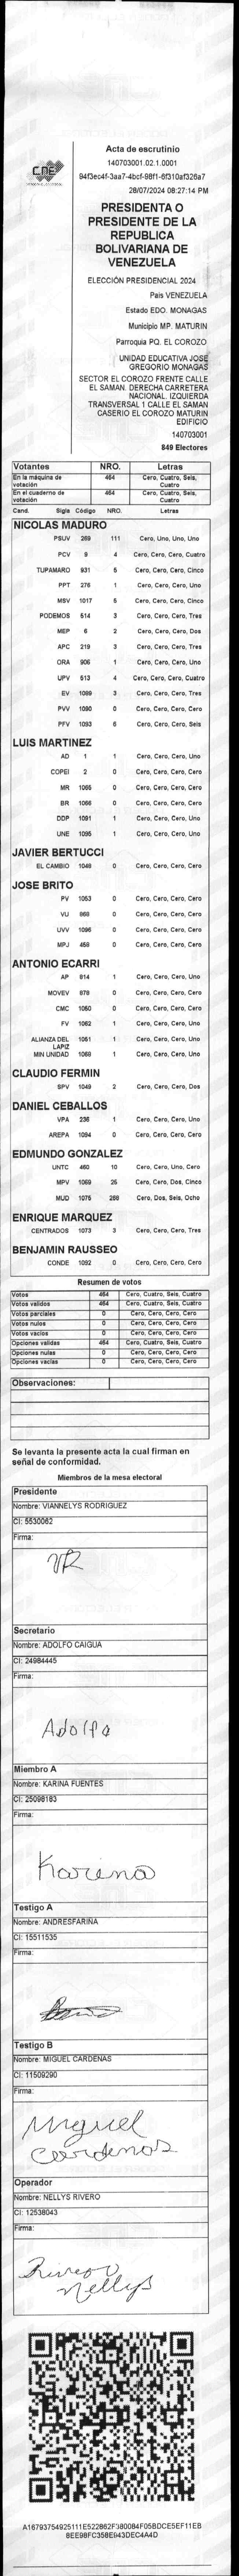 Acta de escrutinio
140703001.02.1.0001
94f3ec4f-3aa7-4bcf-98f1-6f310af326a7
28/07/2024 08:27:14 PM
CNE
PRESIDENTA O
PRESIDENTE DE LA
REPUBLICA
BOLIVARIANA DE
VENEZUELA
ELECCIÓN PRESIDENCIAL 2024
Pais VENEZUELA
Estado EDO. MONAGAS
Municipio MP. MATURIN
Parroquia PQ. EL COROZO
UNIDAD EDUCATIVA JOSE
GREGORIO MONAGAS
SECTOR EL COROZO FRENTE CALLE
EL SAMAN. DERECHA CARRETERA
NACIONAL. IZQUIERDA
TRANSVERSAL 1 CALLE EL SAMAN
CASERIO EL COROZO MATURIN
EDIFICIO
140703001
849 Electores
Votantes NRO. Letras
En la máquina de votación 464 Cero, Cuatro, Seis, Cuatro
En el cuaderno de votación 464 Cero, Cuatro, Seis, Cuatro
Cand. Sigla Código NRO. Letras
NICOLAS MADURO
PSUV 269 111 Cero, Uno, Uno, Uno
PCV 9 4 Cero, Cero, Cero, Cuatro
TUPAMARO 931 5 Cero, Cero, Cero, Cinco
PPT 276 1 Cero, Cero, Cero, Uno
MSV 1017 5 Cero, Cero, Cero, Cinco
PODEMOS 514 3 Cero, Cero, Cero, Tres
MEP 6 2 Cero, Cero, Cero, Dos
APC 219 3 Cero, Cero, Cero, Tres
ORA 906 1 Cero, Cero, Cero, Uno
UPV 513 4 Cero, Cero, Cero, Cuatro
EV 1089 3 Cero, Cero, Cero, Tres
PVV 1090 0 Cero, Cero, Cero, Cero
PFV 1093 6 Cero, Cero, Cero, Seis
LUIS MARTINEZ
AD 1 1 Cero, Cero, Cero, Uno
COPEI 2 0 Cero, Cero, Cero, Cero
MR 1065 0 Cero, Cero, Cero, Cero
BR 1066 0 Cero, Cero, Cero, Cero
DDP 1091 1 Cero, Cero, Cero, Uno
UNE 1095 1 Cero, Cero, Cero, Uno
JAVIER BERTUCCI
EL CAMBIO 1048 0 Cero, Cero, Cero, Cero
JOSE BRITO
PV 1053 0 Cero, Cero, Cero, Cero
VU 868 0 Cero, Cero, Cero, Cero
UVV 1096 0 Cero, Cero, Cero, Cero
MPJ 458 0 Cero, Cero, Cero, Cero
ANTONIO ECARRI
AP 814 1 Cero, Cero, Cero, Uno
MOVEV 878 0 Cero, Cero, Cero, Cero
CMC 1050 0 Cero, Cero, Cero, Cero
FV 1062 1 Cero, Cero, Cero, Uno
ALIANZA DEL LAPIZ 1051 1 Cero, Cero, Cero, Uno
MIN UNIDAD 1068 1 Cero, Cero, Cero, Uno
CLAUDIO FERMIN
SPV 1049 2 Cero, Cero, Cero, Dos
DANIEL CEBALLOS
VPA 236 1 Cero, Cero, Cero, Uno
AREPA 1094 0 Cero, Cero, Cero, Cero
EDMUNDO GONZALEZ
UNTC 460 10 Cero, Cero, Uno, Cero
MPV 1069 25 Cero, Cero, Dos, Cinco
MUD 1075 268 Cero, Dos, Seis, Ocho
ENRIQUE MARQUEZ
CENTRADOS 1073 3 Cero, Cero, Cero, Tres
BENJAMIN RAUSSEO
CONDE 1092 0 Cero, Cero, Cero, Cero
Resumen de votos
Votos 464 Cero, Cuatro, Seis, Cuatro
Votos validos 464 Cero, Cuatro, Seis, Cuatro
Votos parciales 0 Cero, Cero, Cero, Cero
Votos nulos 0 Cero, Cero, Cero, Cero
Votos vacios 0 Cero, Cero, Cero, Cero
Opciones validas 464 Cero, Cuatro, Seis, Cuatro
Opciones nulas 0 Cero, Cero, Cero, Cero
Opciones vacias 0 Cero, Cero, Cero, Cero
Observaciones:
Se levanta la presente acta la cual firman en
señal de conformidad.
Miembros de la mesa electoral
Presidente
Nombre: VIANNELYS RODRIGUEZ
CI: 5530062
Firma:
VR
Secretario
Nombre: ADOLFO CAIGUA
CI: 24984445
Firma:
Adolfo
Miembro A
Nombre: KARINA FUENTES
CI: 25098183
Firma:
Karina
Testigo A
Nombre: ANDRESFARIÑA
CI: 15511535
Firma:
Testigo B
Nombre: MIGUEL CARDENAS
CI: 11509290
Firma:
Miguel
Cardenas
Operador
Nombre: NELLYS RIVERO
CI: 12538043
Firma:
Rivero
Nellys
A16793754925111E522862F380084F05BDCE5EF11EB
8EE98FC358E943DEC4A4D